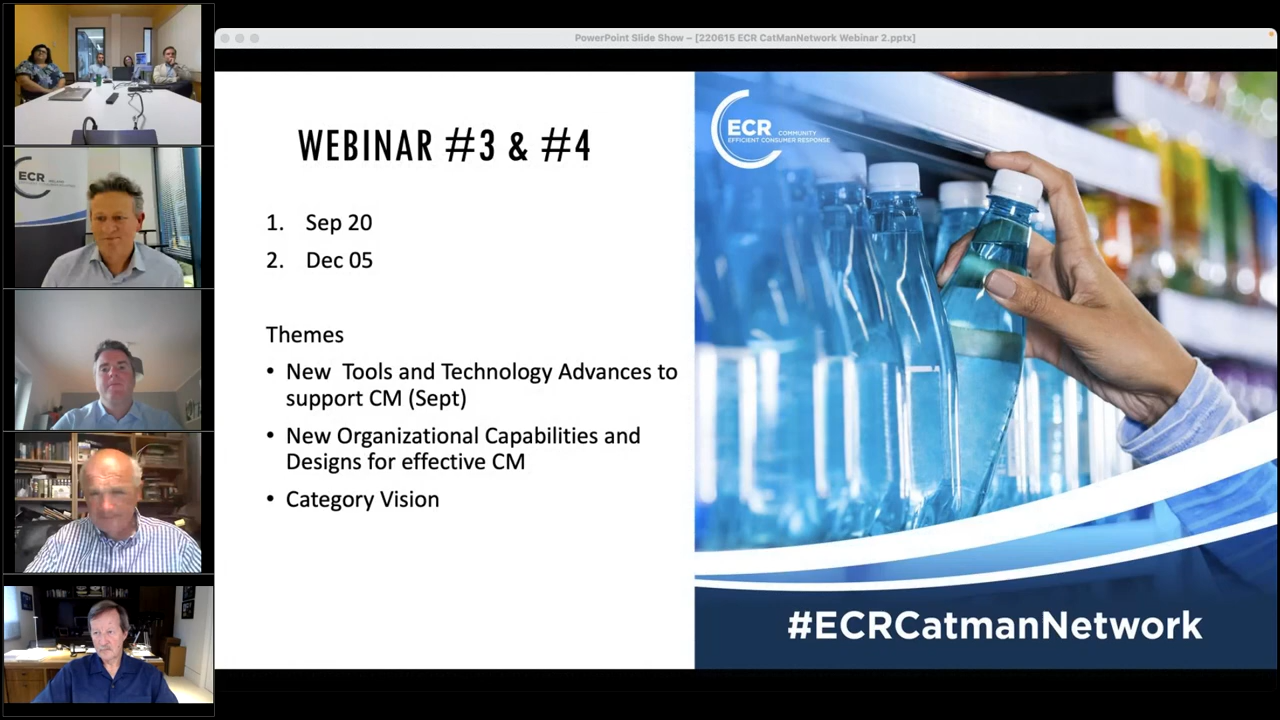 PowerPoint Slide Show – [220615 ECR CatManNetwork Webinar 2.pptx]
WEBINAR #3 & #4
1. Sep 20
2. Dec 05
Themes
• New Tools and Technology Advances to
support CM (Sept)
• New Organizational Capabilities and
Designs for effective CM
• Category Vision
ECR COMMUNITY
EFFICIENT CONSUMER RESPONSE
#ECRCatmanNetwork
ECR